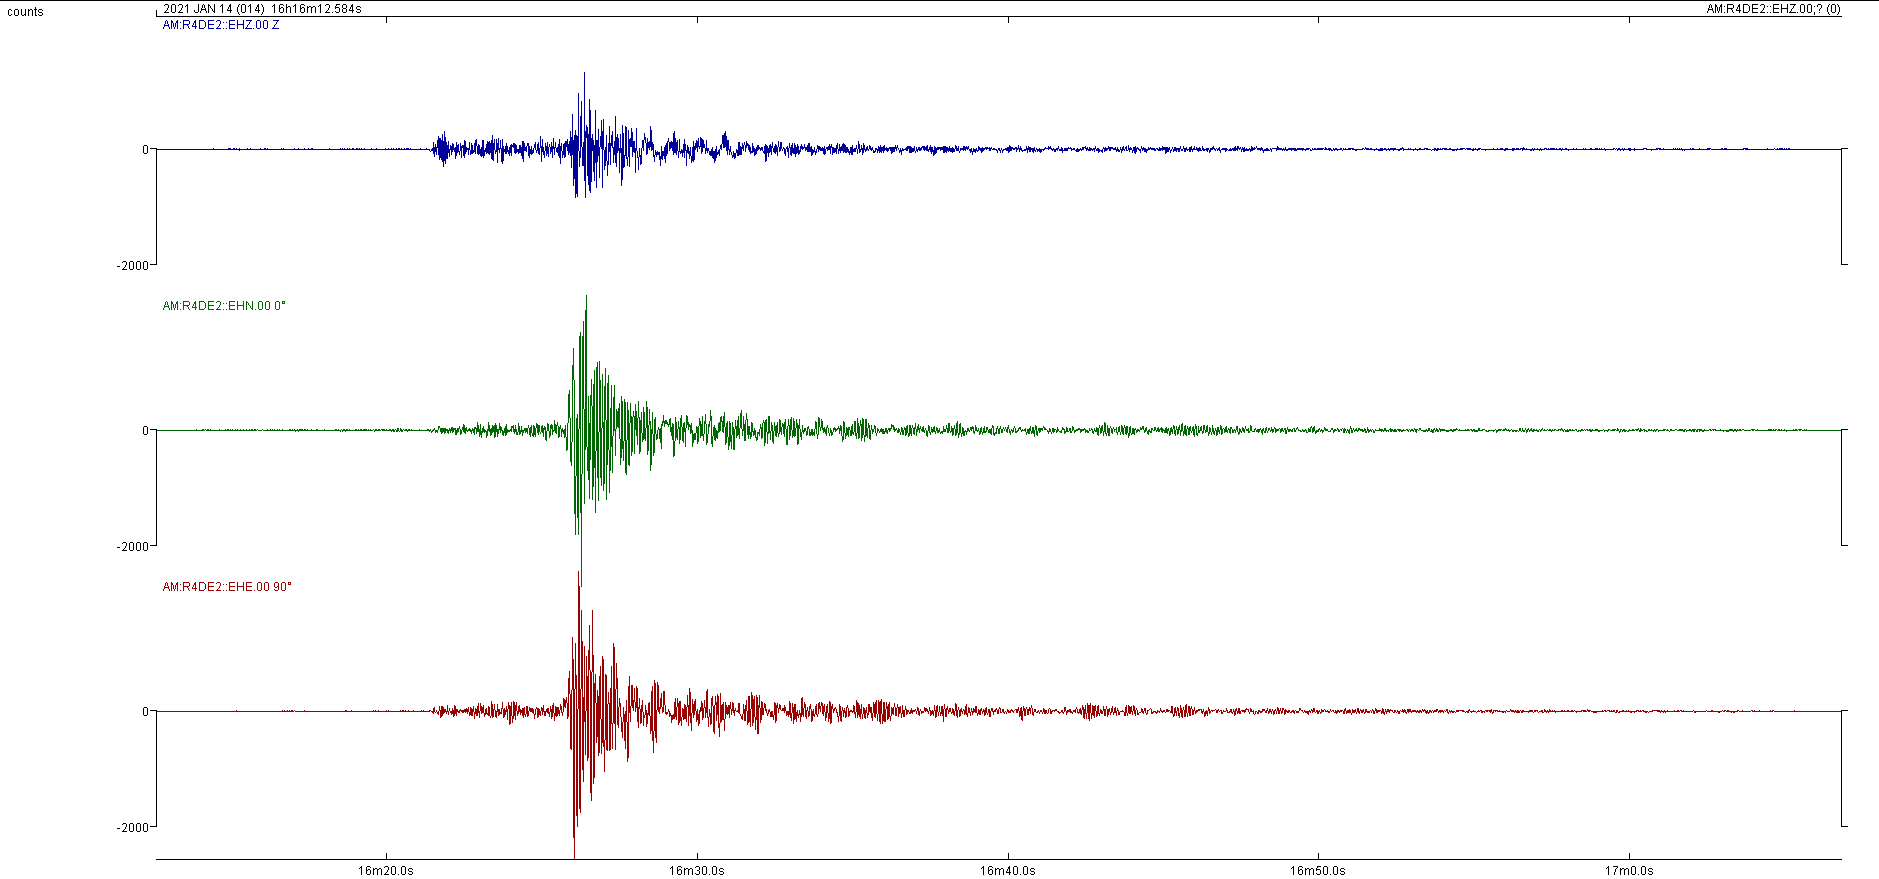 counts
2021 JAN 14 (014)  16h16m12.584s
AM:R4DE2::EHZ.00;? (0)
AM:R4DE2::EHZ.00 Z
0
-2000
AM:R4DE2::EHN.00 0°
0
-2000
AM:R4DE2::EHE.00 90°
0
-2000
16m20.0s 16m30.0s 16m40.0s 16m50.0s 17m0.0s